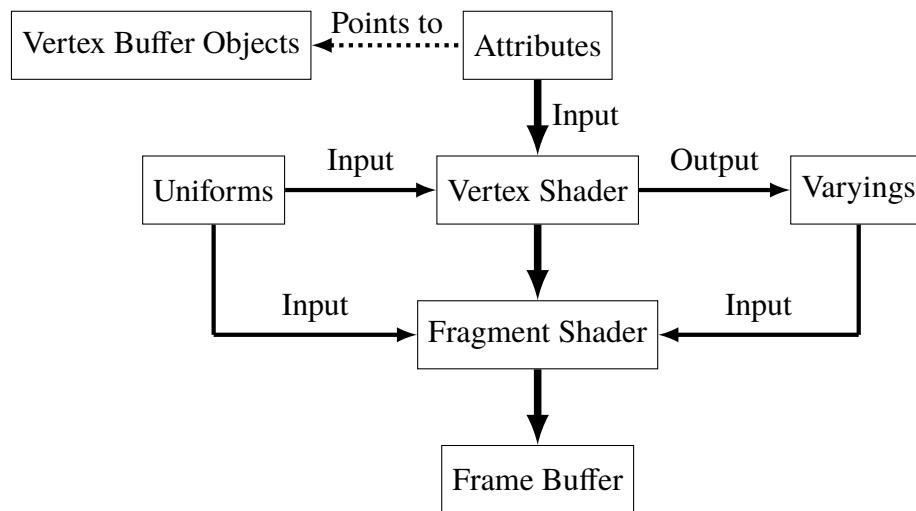 Vertex Buffer Objects
Points to
Attributes
Input
Uniforms
Input
Vertex Shader
Output
Varyings
Input
Fragment Shader
Input
Frame Buffer